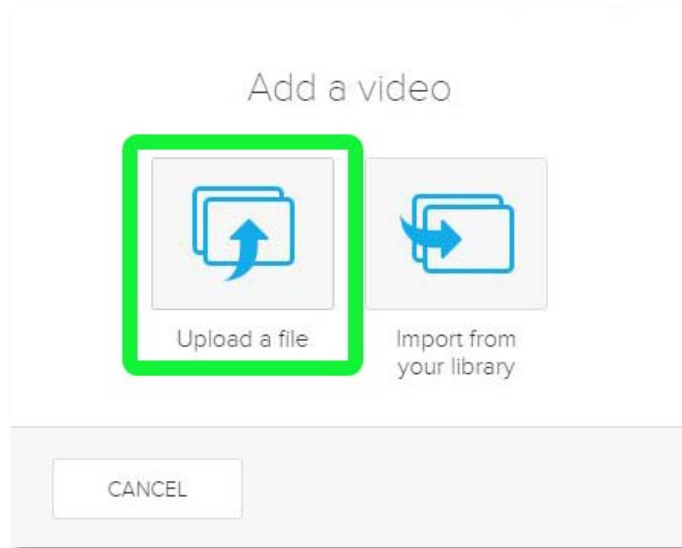 Add a video
Upload a file
Import from
your library
CANCEL